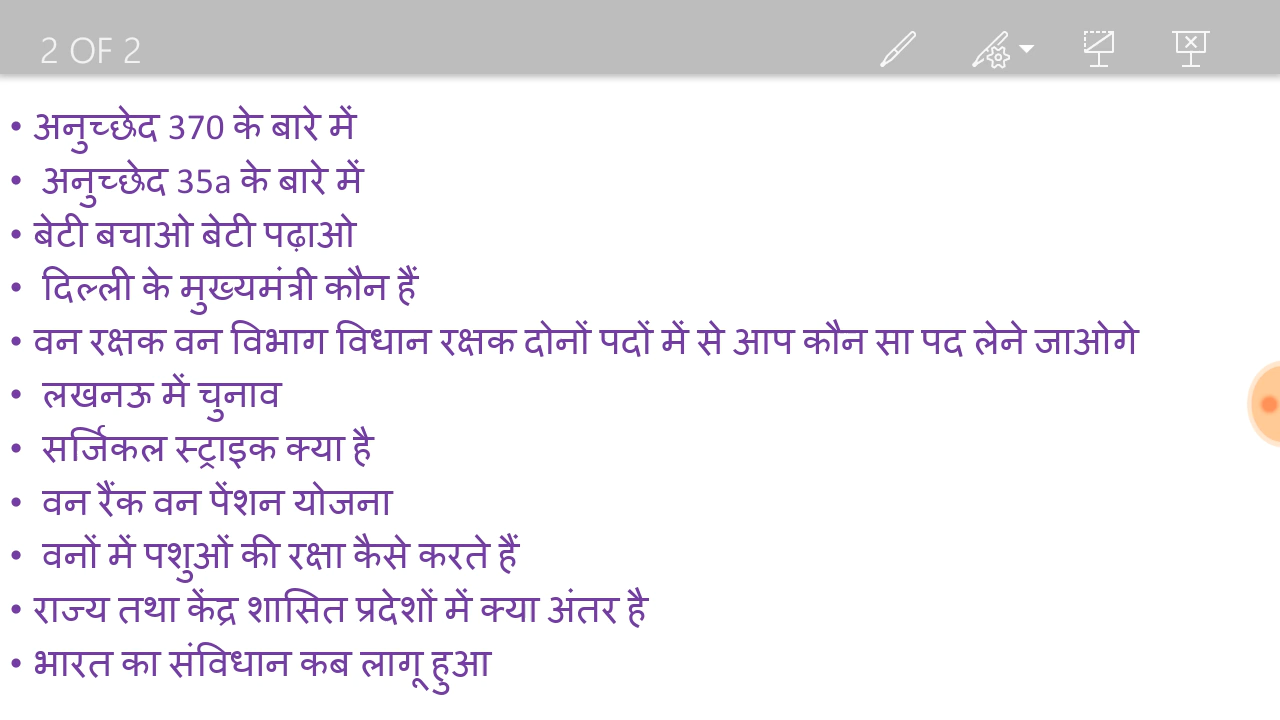 2 OF 2
• अनुच्छेद 370 के बारे में
• अनुच्छेद 35a के बारे में
• बेटी बचाओ बेटी पढ़ाओ
• दिल्ली के मुख्यमंत्री कौन हैं
• वन रक्षक वन विभाग विधान रक्षक दोनों पदों में से आप कौन सा पद लेने जाओगे
• लखनऊ में चुनाव
• सर्जिकल स्ट्राइक क्या है
• वन रैंक वन पेंशन योजना
• वनों में पशुओं की रक्षा कैसे करते हैं
• राज्य तथा केंद्र शासित प्रदेशों में क्या अंतर है
• भारत का संविधान कब लागू हुआ